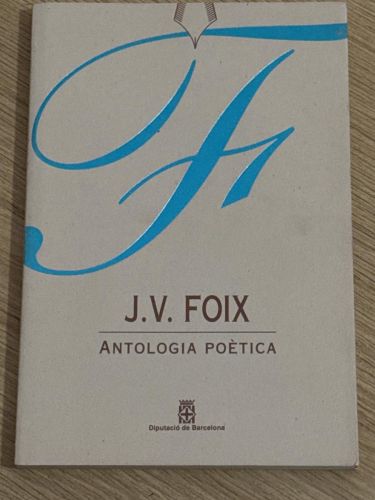 F
J.V. FOIX
ANTOLOGIA POÈTICA
Diputació de Barcelona